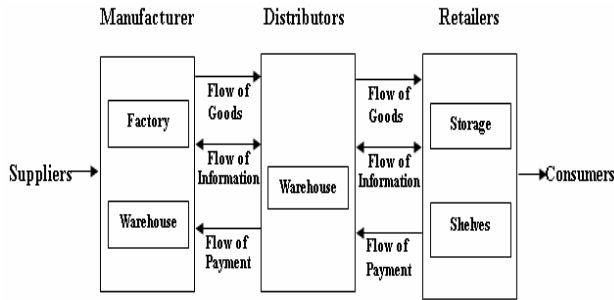 Manufacturer
Distributors
Retailers
Suppliers
Factory
Warehouse
Flow of
Goods
Flow of
Information
Flow of
Payment
Warehouse
Flow of
Goods
Flow of
Information
Flow of
Payment
Storage
Shelves
Consumers